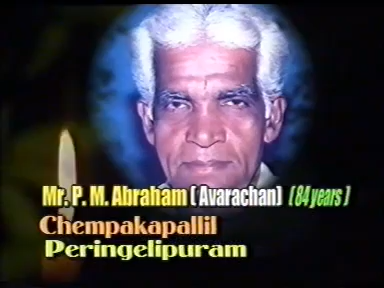 Mr. P. M. Abraham (Avarachan) (84 years)
Chempakapallil
Peringelipuram